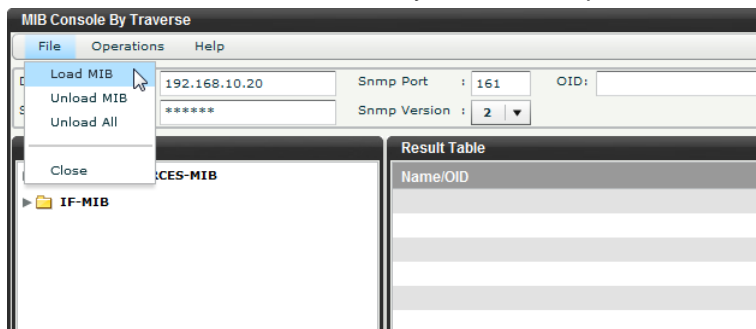 MIB Console By Traverse
File Operations Help
Load MIB
Unload MIB
Unload All
Close
192.168.10.20 Snmp Port : 161 OID:
****** Snmp Version : 2
Result Table
CES-MIB Name/OID
IF-MIB